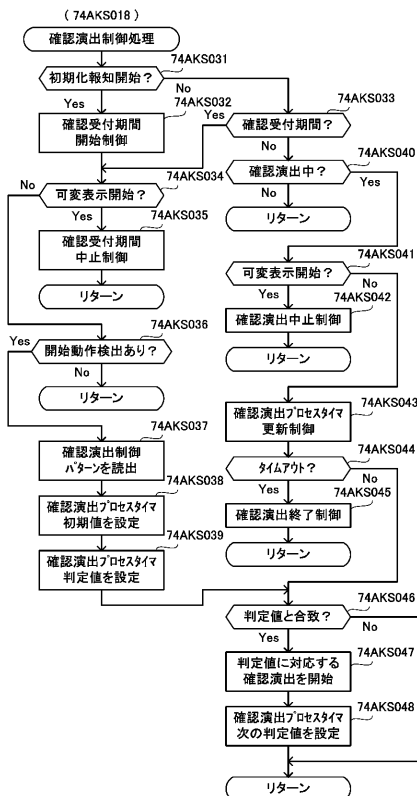 ( 74AKS018 )
確認演出制御処理
74AKS031
初期化報知開始？
Yes
No
74AKS032
確認受付期間
開始制御
74AKS033
確認受付期間？
Yes
No
74AKS034
可変表示開始？
No
Yes
74AKS035
確認受付期間
中止制御
リターン
74AKS036
開始動作検出あり？
Yes
No
リターン
74AKS037
確認演出制御
パターンを読出
74AKS038
確認演出プロセスタイマ
初期値を設定
74AKS039
確認演出プロセスタイマ
判定値を設定
74AKS040
確認演出中？
Yes
No
リターン
74AKS041
可変表示開始？
No
Yes
74AKS042
確認演出中止制御
リターン
74AKS043
確認演出プロセスタイマ
更新制御
74AKS044
タイムアウト？
No
Yes
74AKS045
確認演出終了制御
リターン
74AKS046
判定値と合致？
No
Yes
74AKS047
判定値に対応する
確認演出を開始
74AKS048
確認演出プロセスタイマ
次の判定値を設定
リターン